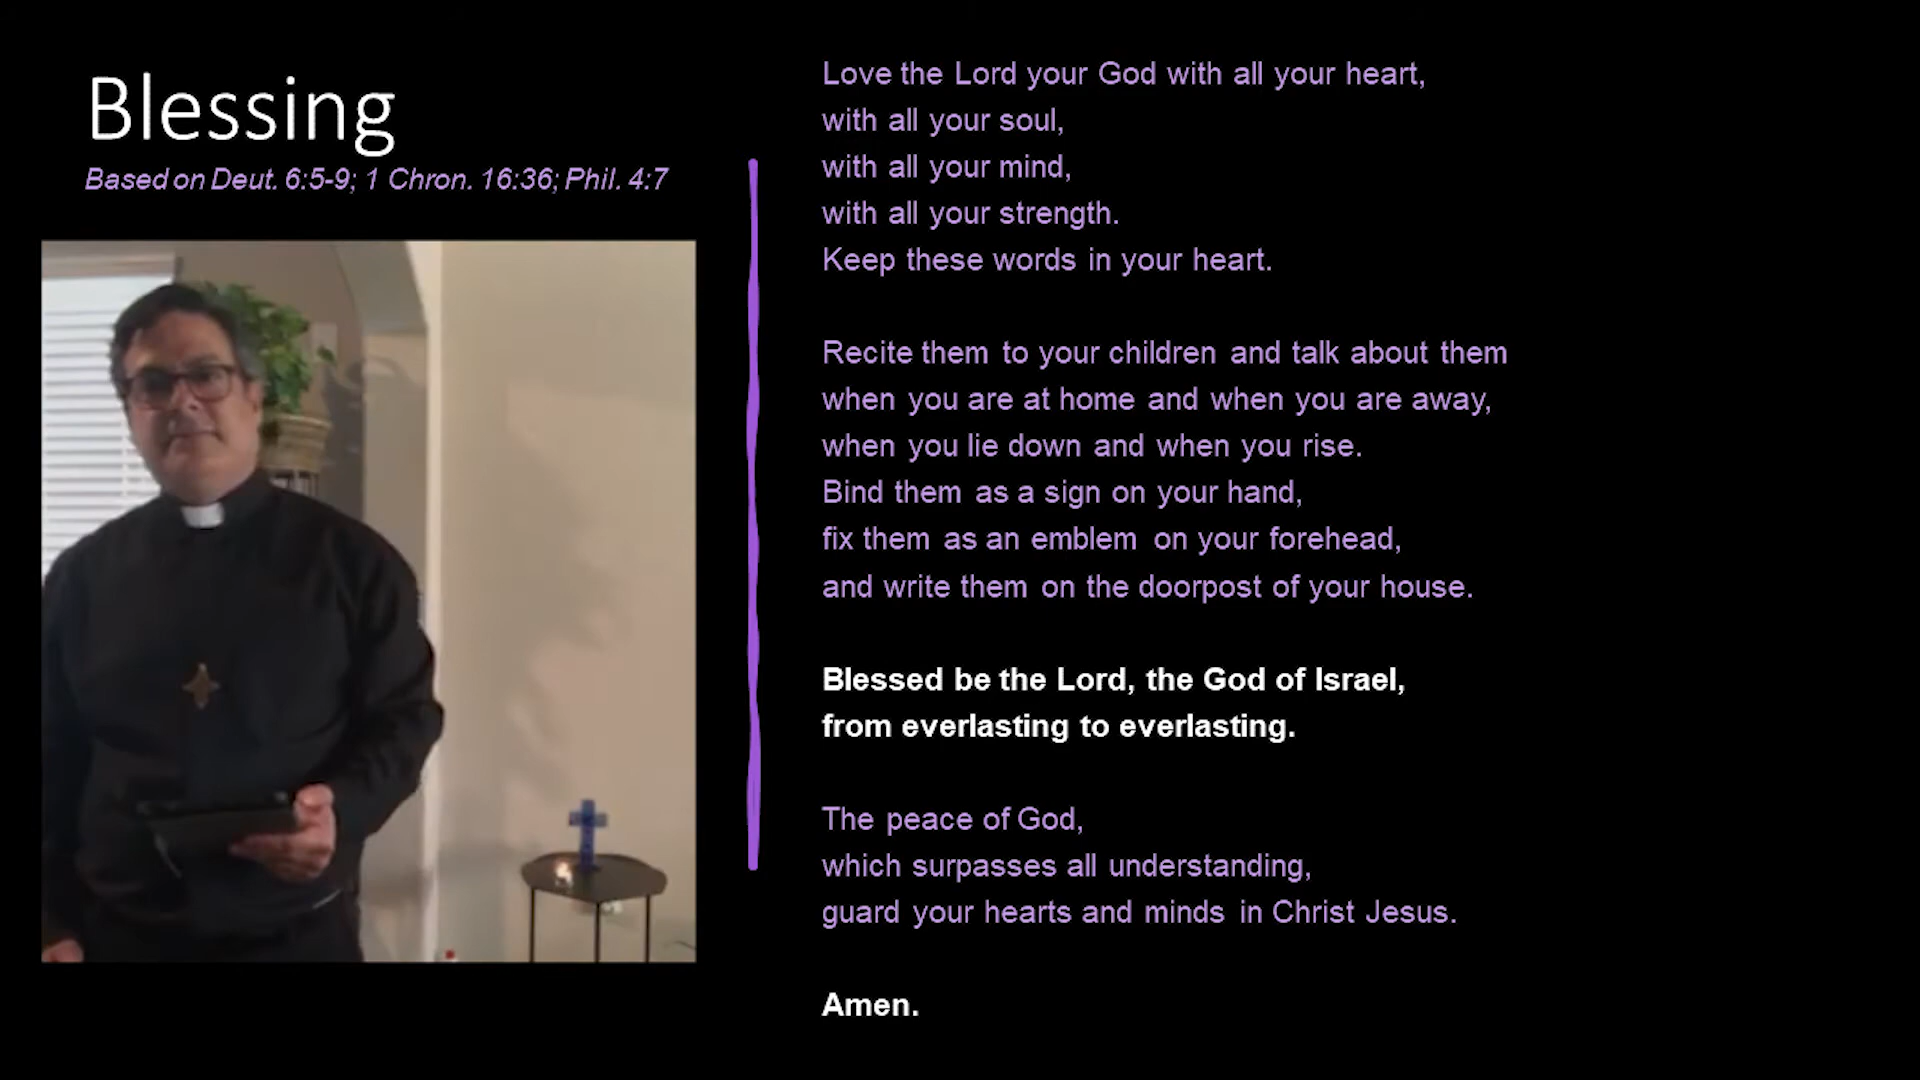 Blessing
Based on Deut. 6:5-9; 1 Chron. 16:36; Phil. 4:7
Love the Lord your God with all your heart,
with all your soul,
with all your mind,
with all your strength.
Keep these words in your heart.
Recite them to your children and talk about them
when you are at home and when you are away,
when you lie down and when you rise.
Bind them as a sign on your hand,
fix them as an emblem on your forehead,
and write them on the doorpost of your house.
Blessed be the Lord, the God of Israel,
from everlasting to everlasting.
The peace of God,
which surpasses all understanding,
guard your hearts and minds in Christ Jesus.
Amen.